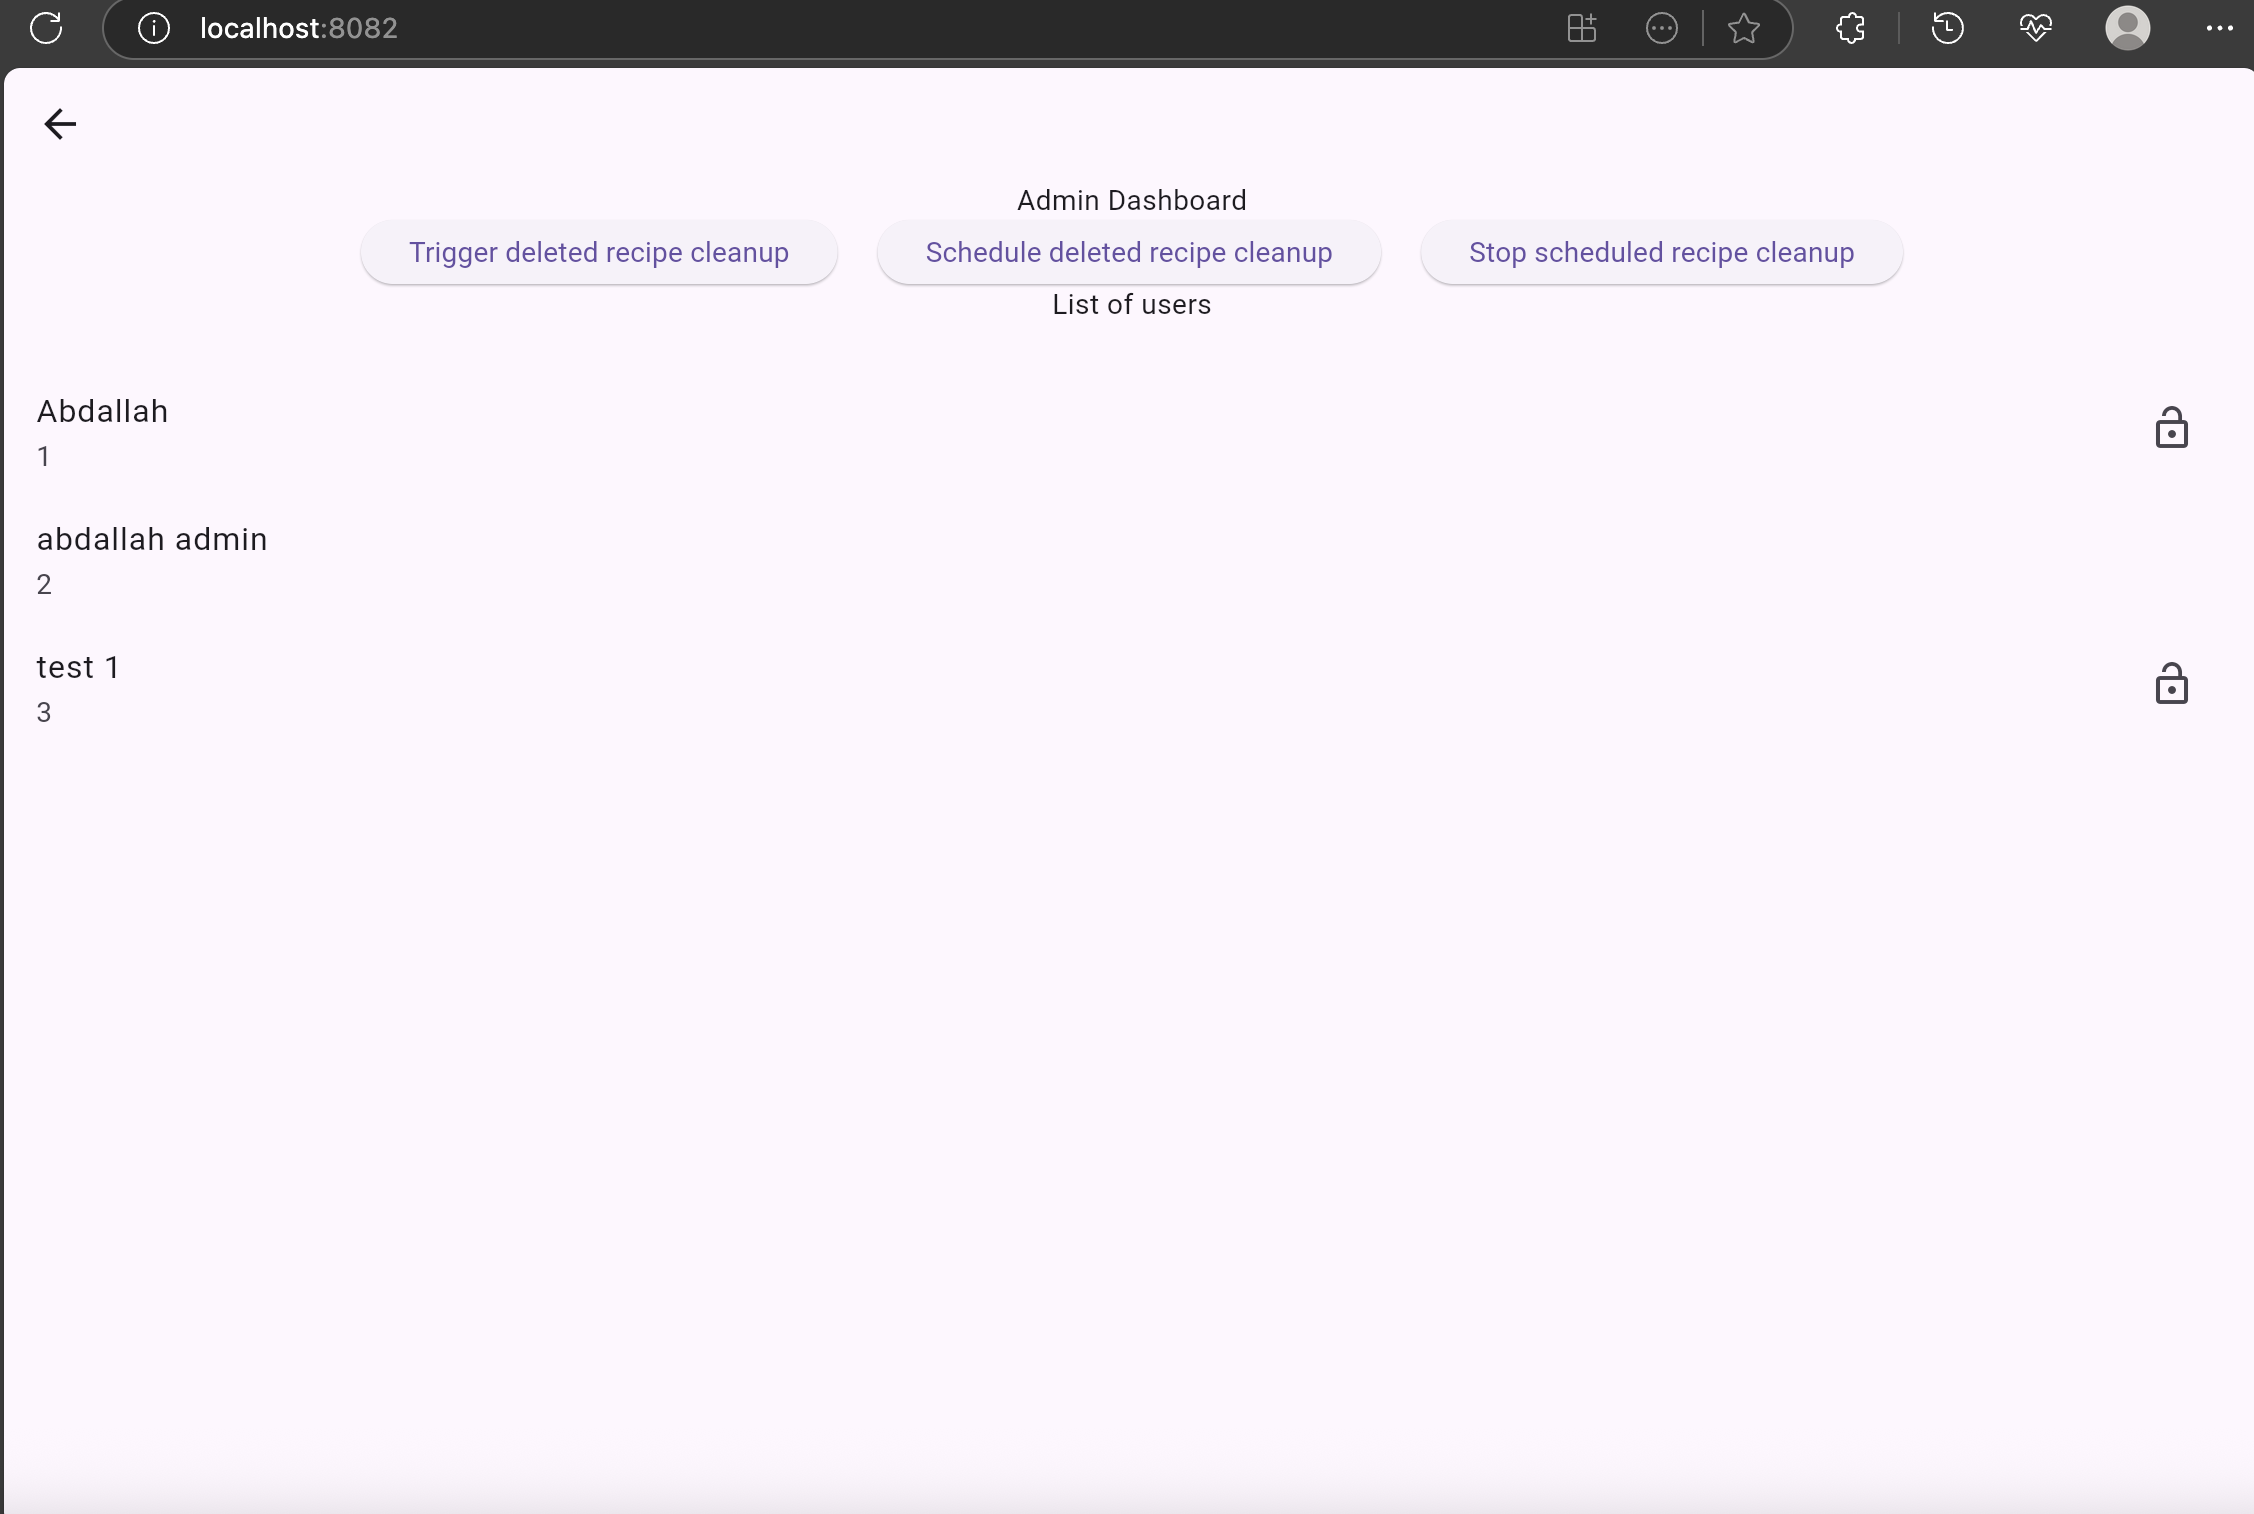 localhost:8082
Admin Dashboard
Trigger deleted recipe cleanup
Schedule deleted recipe cleanup
Stop scheduled recipe cleanup
List of users
Abdallah
1
abdallah admin
2
test 1
3